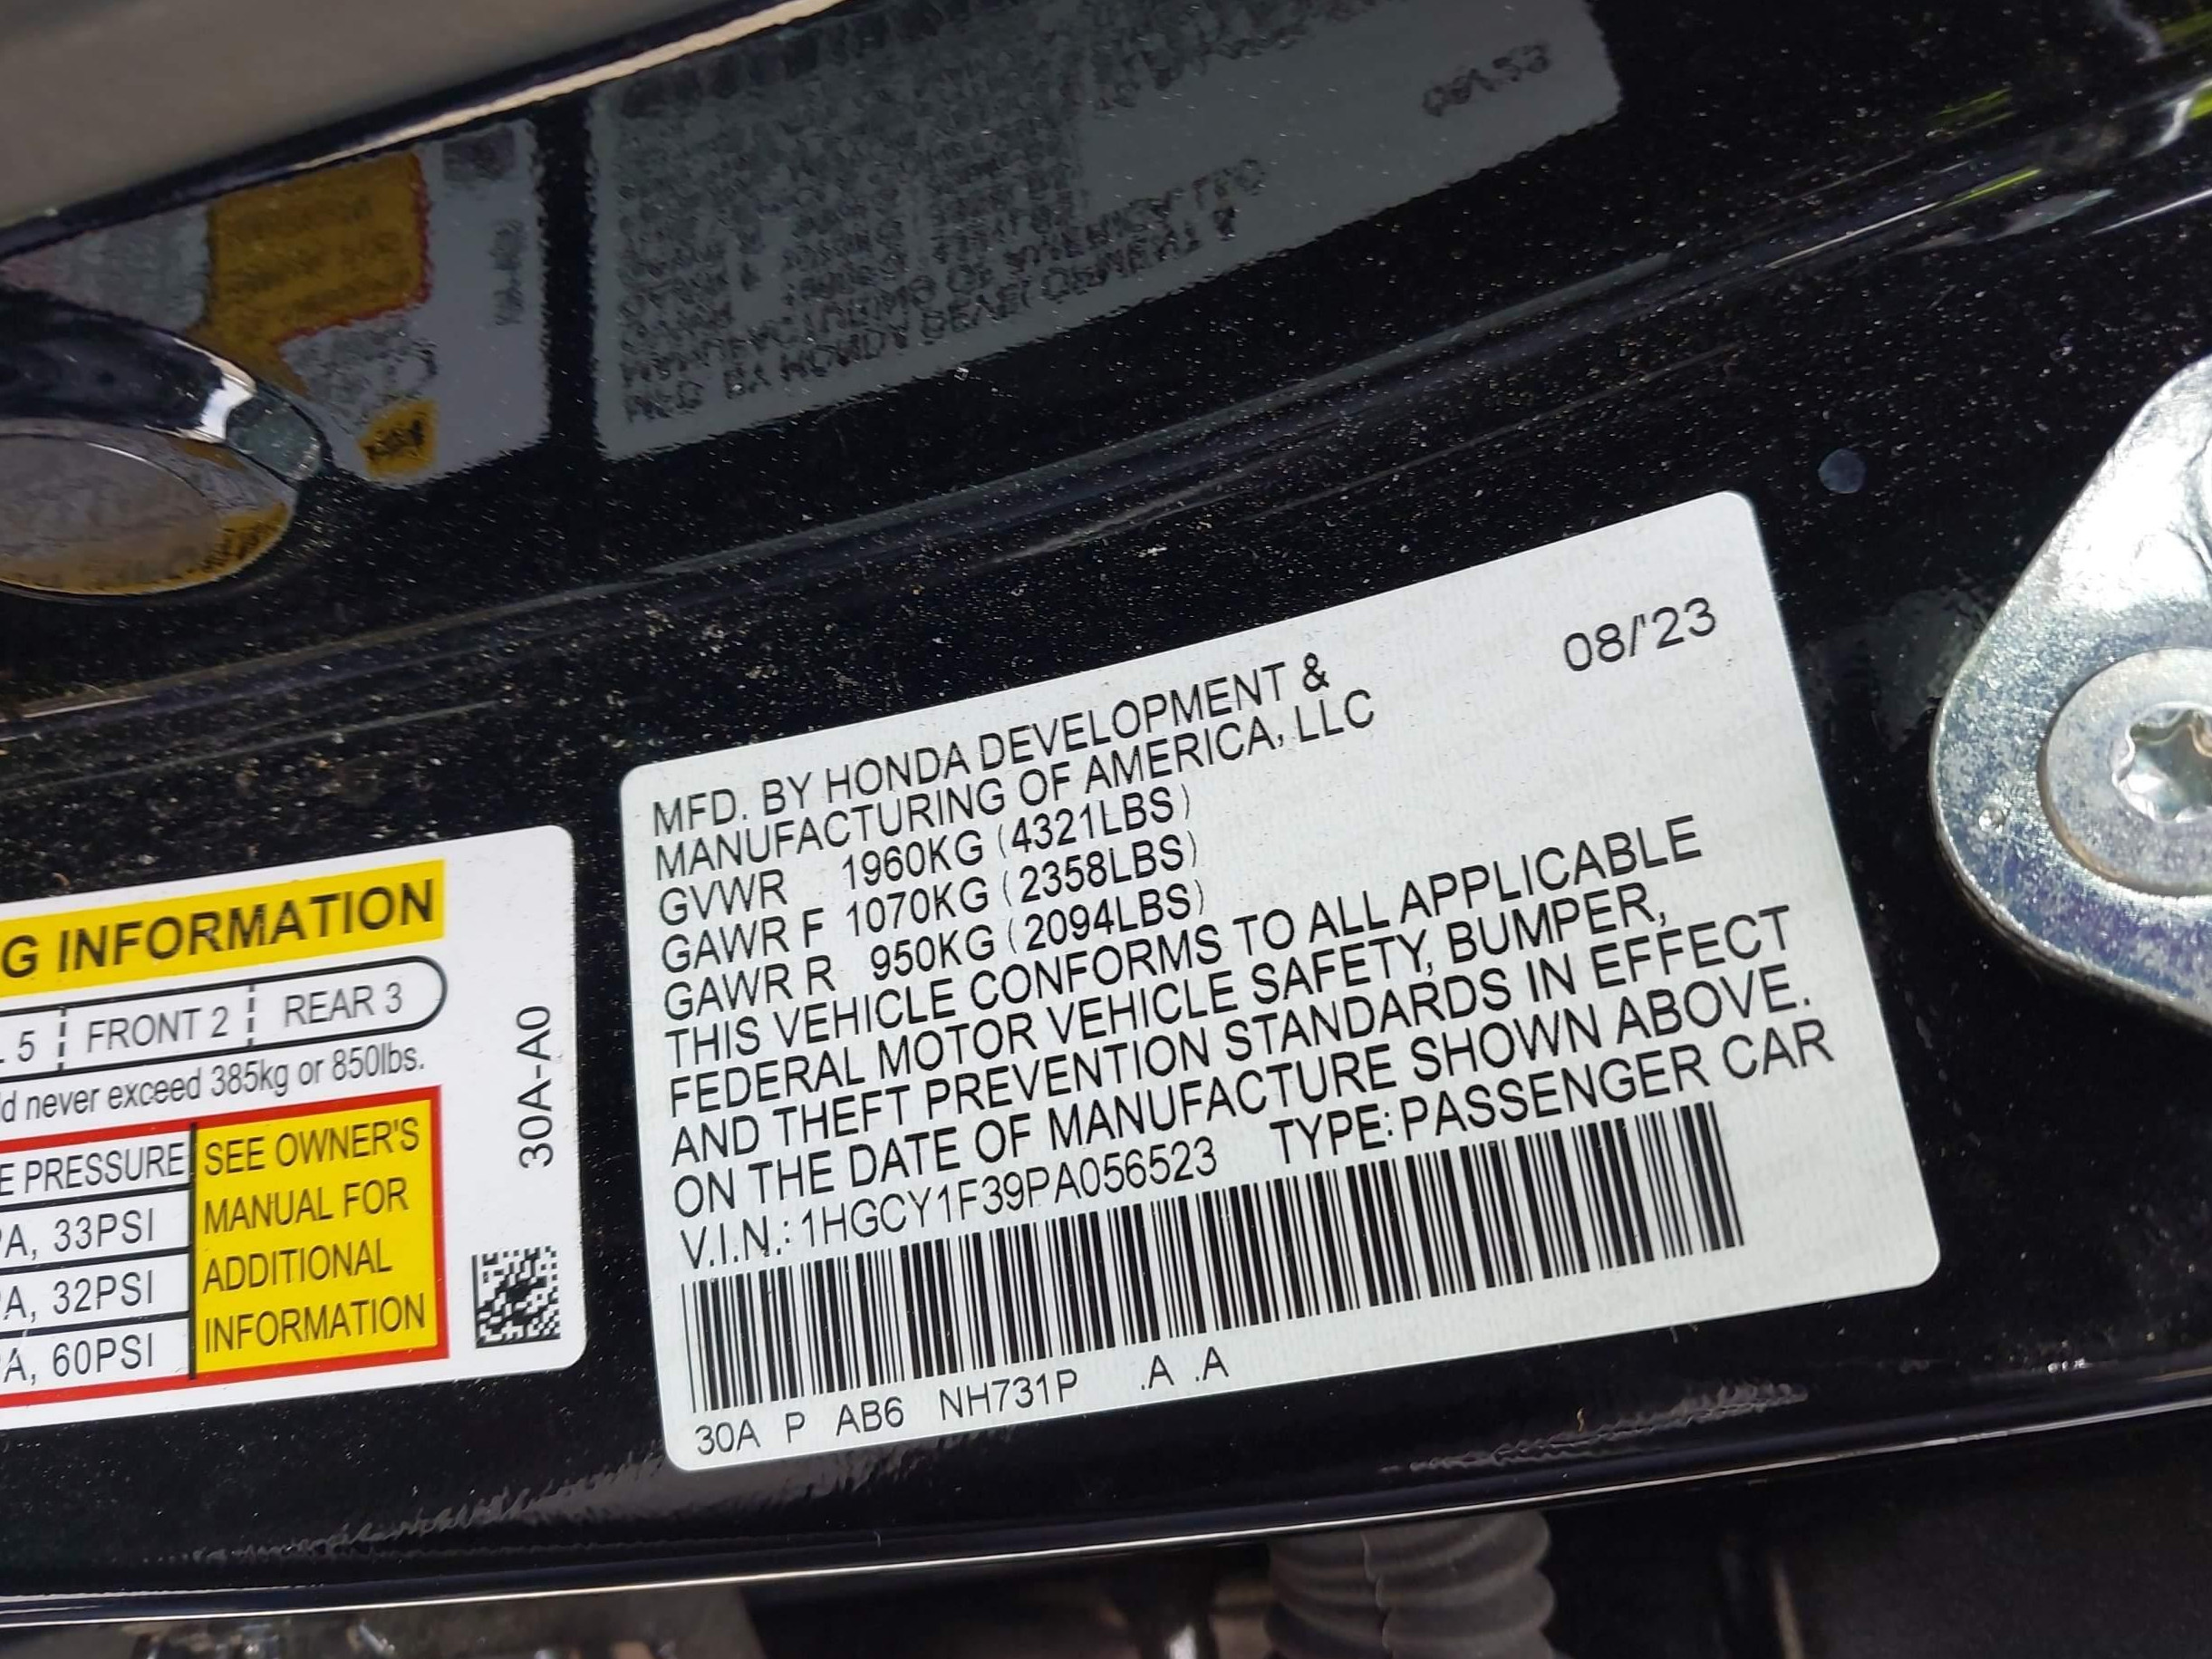 G INFORMATION
5 FRONT 2 REAR 3
d never exceed 385kg or 850lbs.
E PRESSURE
A, 33PSI
A, 32PSI
A, 60PSI
SEE OWNER'S
MANUAL FOR
ADDITIONAL
INFORMATION
30A-A0
08/'23
MFD. BY HONDA DEVELOPMENT &
MANUFACTURING OF AMERICA, LLC
GVWR 1960KG (4321LBS)
GAWR F 1070KG (2358LBS)
GAWR R 950KG (2094LBS)
THIS VEHICLE CONFORMS TO ALL APPLICABLE
FEDERAL MOTOR VEHICLE SAFETY, BUMPER,
AND THEFT PREVENTION STANDARDS IN EFFECT
ON THE DATE OF MANUFACTURE SHOWN ABOVE.
V.I.N.: 1HGCY1F39PA056523 TYPE: PASSENGER CAR
30A P AB6 NH731P .A .A